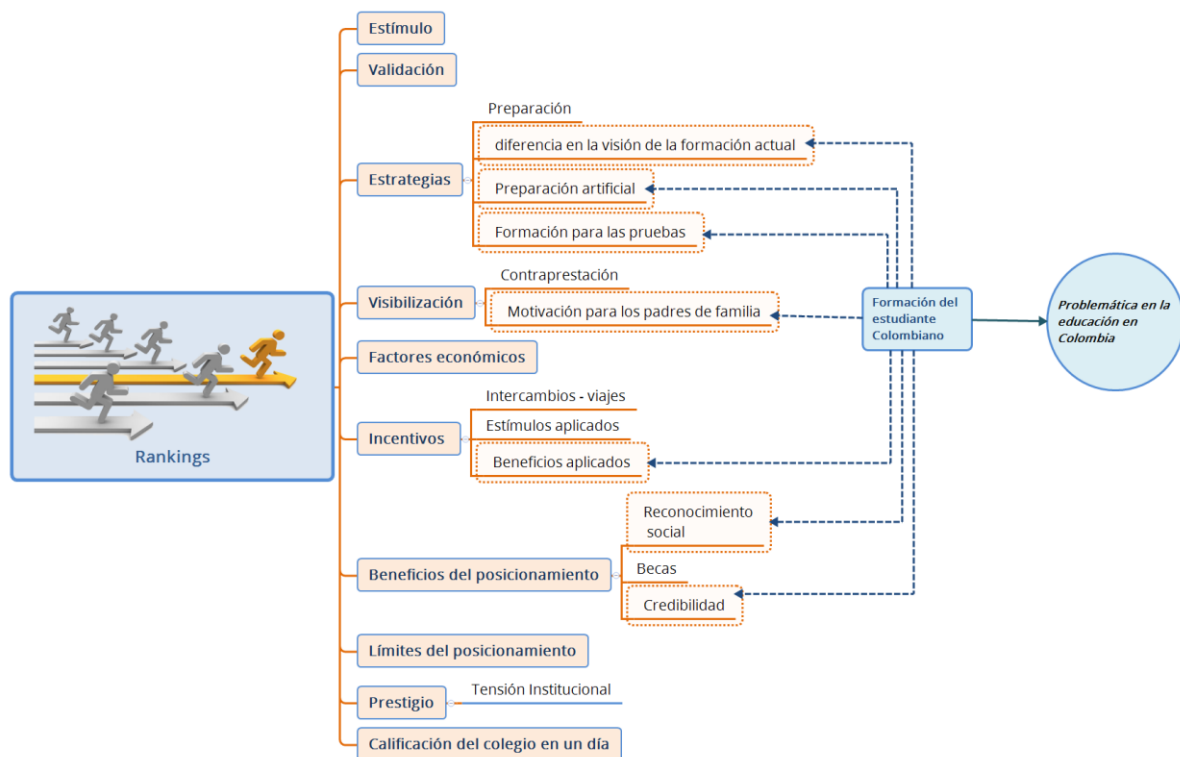 Estímulo
Validación
Estrategias
Preparación
diferencia en la visión de la formación actual
Preparación artificial
Formación para las pruebas
Visibilización
Contraprestación
Motivación para los padres de familia
Factores económicos
Incentivos
Intercambios - viajes
Estímulos aplicados
Beneficios aplicados
Beneficios del posicionamiento
Reconocimiento
social
Becas
Credibilidad
Límites del posicionamiento
Prestigio
Tensión Institucional
Calificación del colegio en un día
Rankings
Formación del
estudiante
Colombiano
Problemática en la
educación en
Colombia